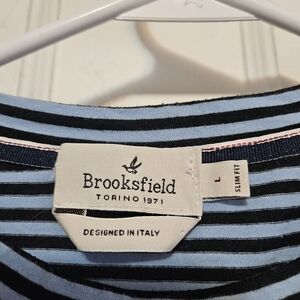 Brooksfield
TORINO 1971
DESIGNED IN ITALY
L
SLIM FIT